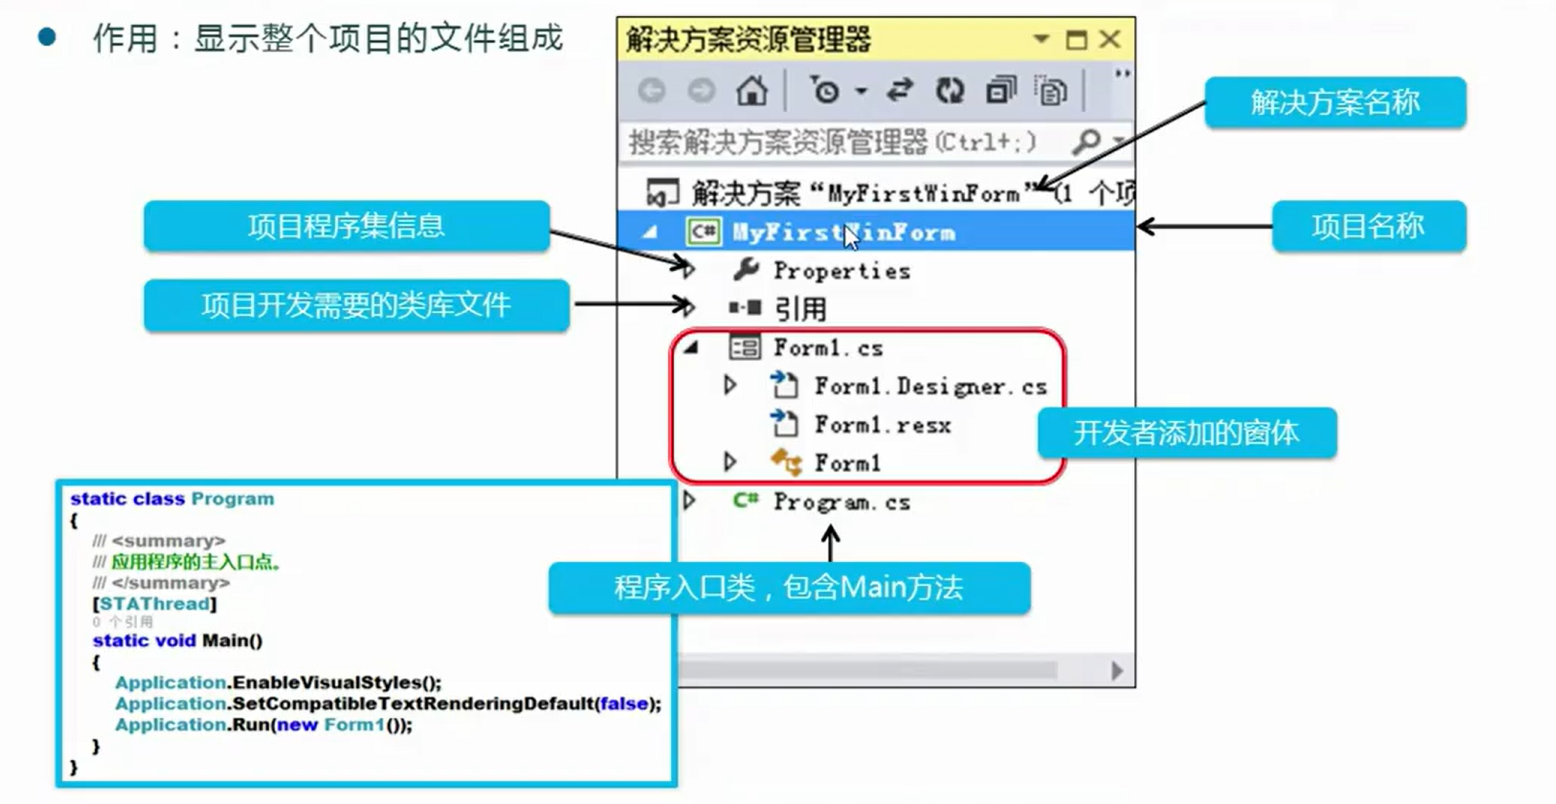 作用：显示整个项目的文件组成
解决方案资源管理器
搜索解决方案资源管理器(Ctrl+;)
解决方案名称
解决方案“MyFirstWinForm”(1 个项
MyFirstWinForm
项目名称
项目程序集信息
Properties
项目开发需要的类库文件
引用
Form1.cs
Form1.Designer.cs
Form1.resx
开发者添加的窗体
Form1
C# Program.cs
程序入口类，包含Main方法
static class Program
{
/// <summary>
/// 应用程序的主入口点。
/// </summary>
[STAThread]
0 个引用
static void Main()
{
Application.EnableVisualStyles();
Application.SetCompatibleTextRenderingDefault(false);
Application.Run(new Form1());
}
}